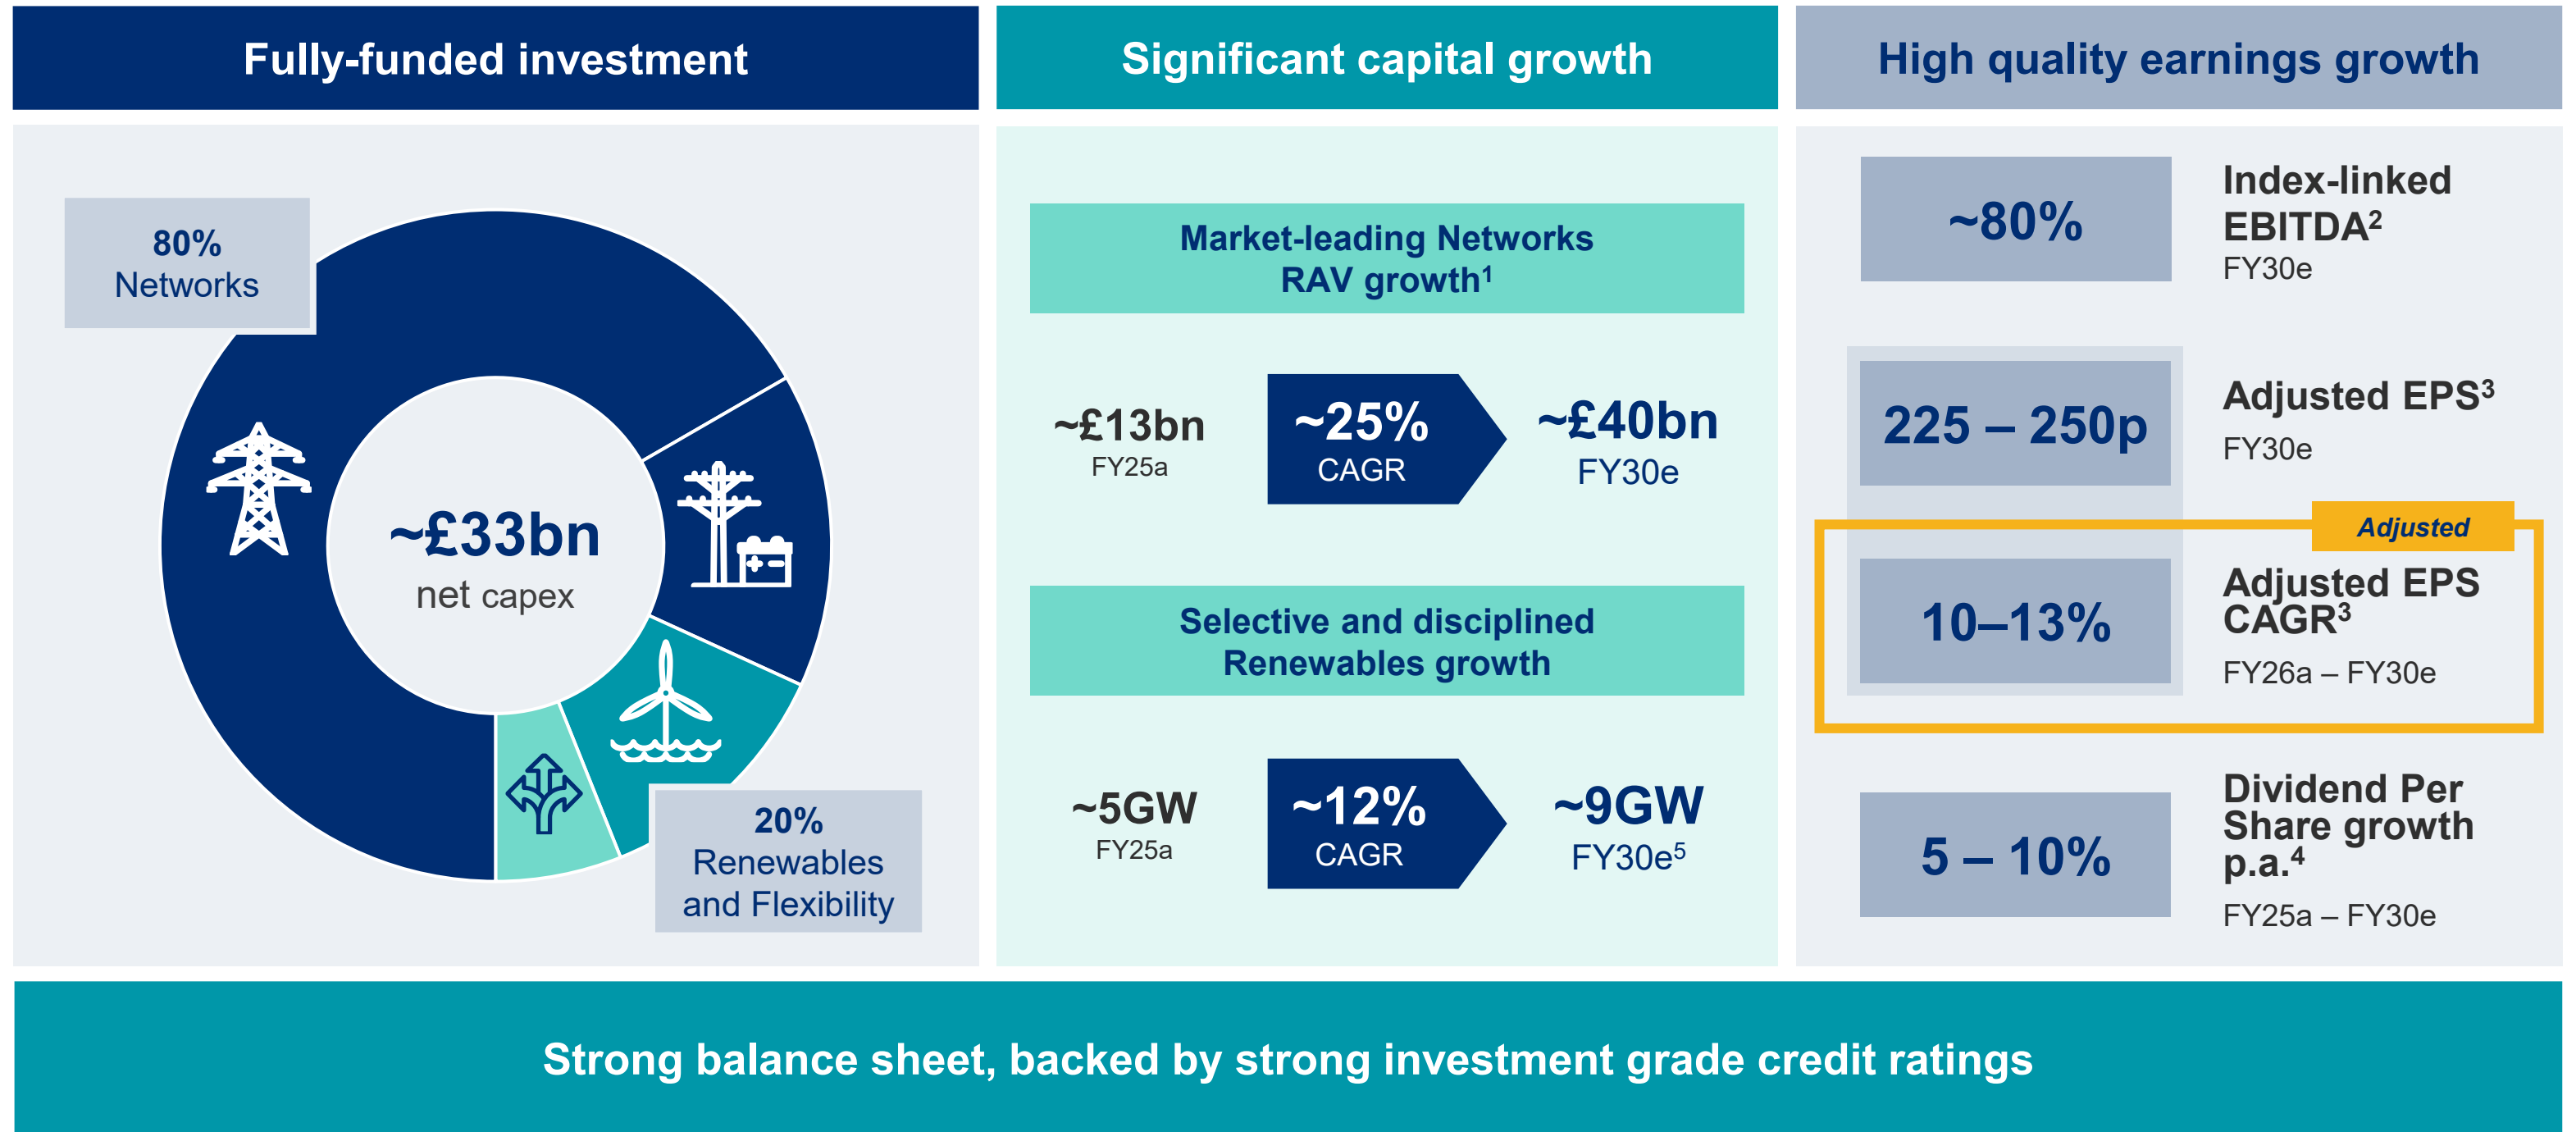 Fully-funded investment
80%
Networks
~£33bn
net capex
20%
Renewables
and Flexibility
Significant capital growth
Market-leading Networks
RAV growth¹
~£13bn
FY25a
~25%
CAGR
~£40bn
FY30e
Selective and disciplined
Renewables growth
~5GW
FY25a
~12%
CAGR
~9GW
FY30e⁵
High quality earnings growth
~80%
Index-linked
EBITDA²
FY30e
225 – 250p
Adjusted EPS³
FY30e
Adjusted
10–13%
Adjusted EPS
CAGR³
FY26a – FY30e
5 – 10%
Dividend Per
Share growth
p.a.⁴
FY25a – FY30e
Strong balance sheet, backed by strong investment grade credit ratings